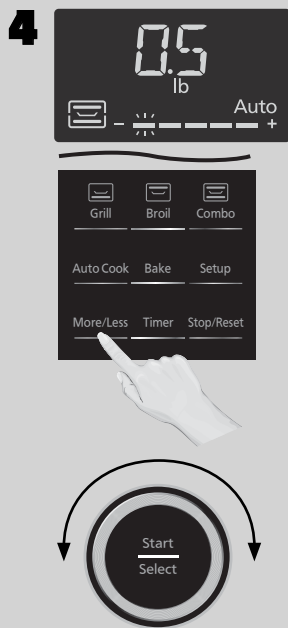 4
0.5
lb
Auto
- +
Grill Broil Combo
Auto Cook Bake Setup
More/Less Timer Stop/Reset
Start
Select